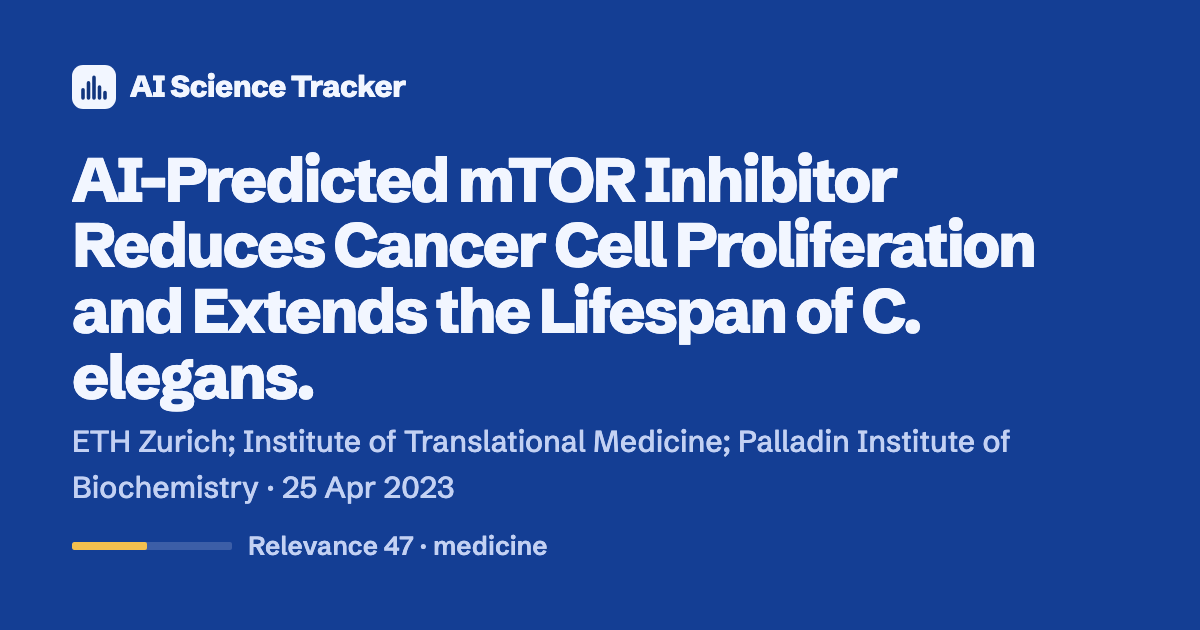 AI Science Tracker
AI-Predicted mTOR Inhibitor
Reduces Cancer Cell Proliferation
and Extends the Lifespan of C.
elegans.
ETH Zurich; Institute of Translational Medicine; Palladin Institute of
Biochemistry · 25 Apr 2023
Relevance 47 · medicine